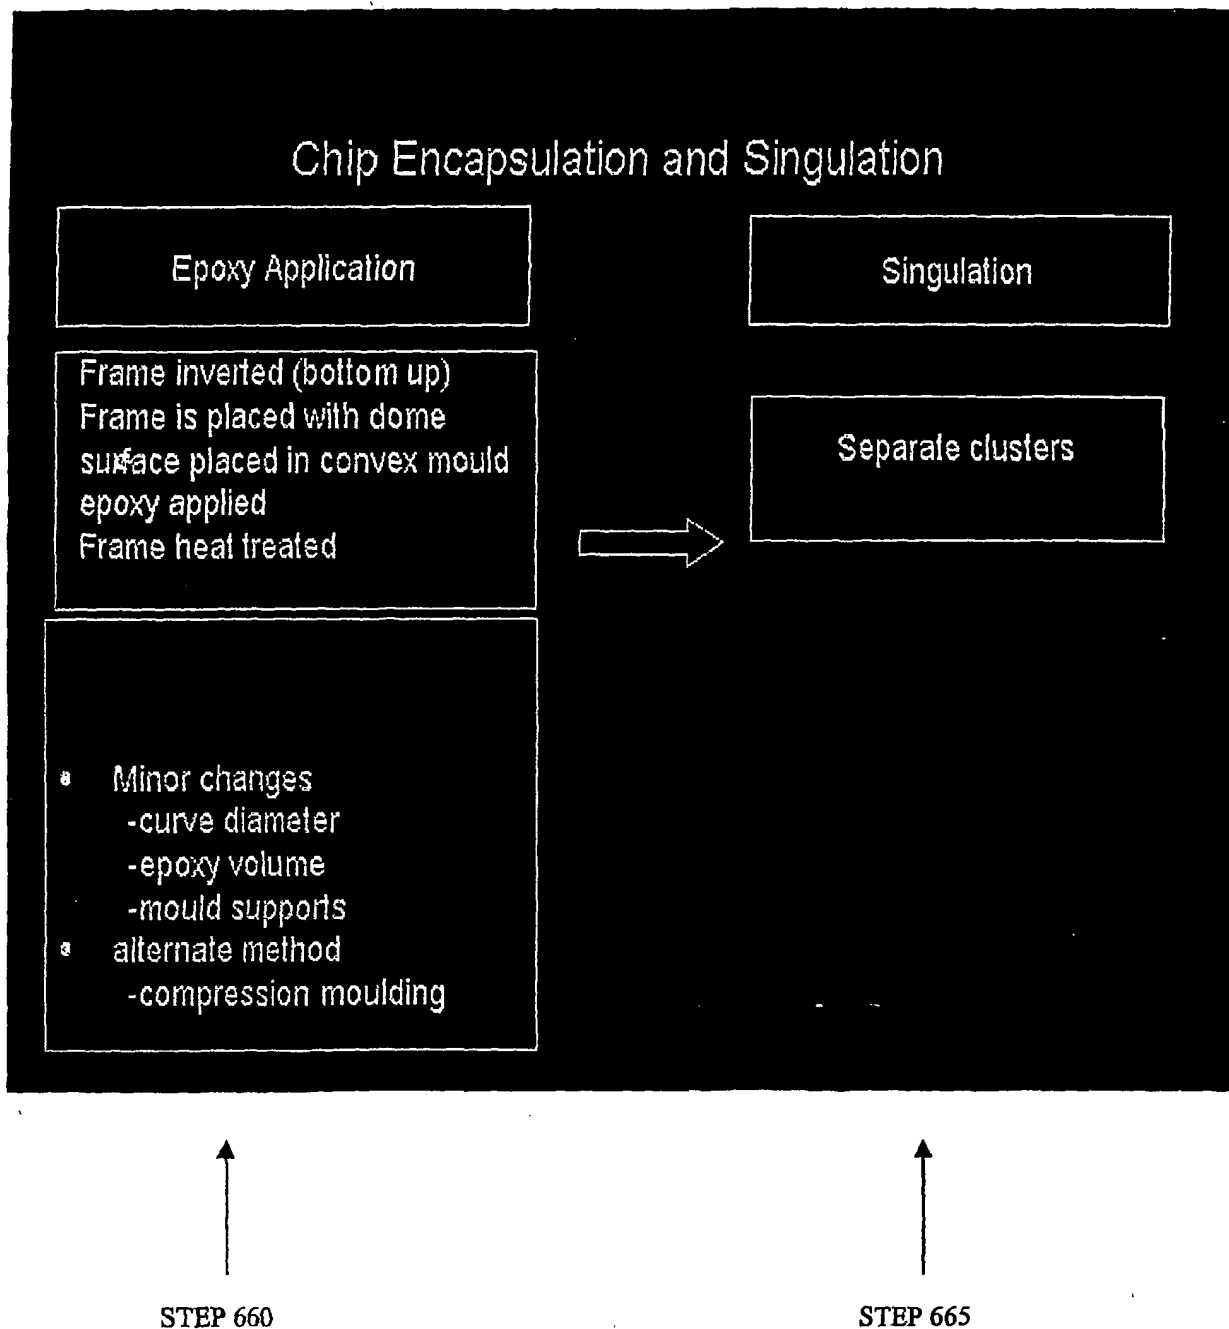 Chip Encapsulation and Singulation
Epoxy Application
Frame inverted (bottom up)
Frame is placed with dome
surface placed in convex mould
epoxy applied
Frame heat treated
• Minor changes
-curve diameter
-epoxy volume
-mould supports
• alternate method
-compression moulding
Singulation
Separate clusters
STEP 660
STEP 665